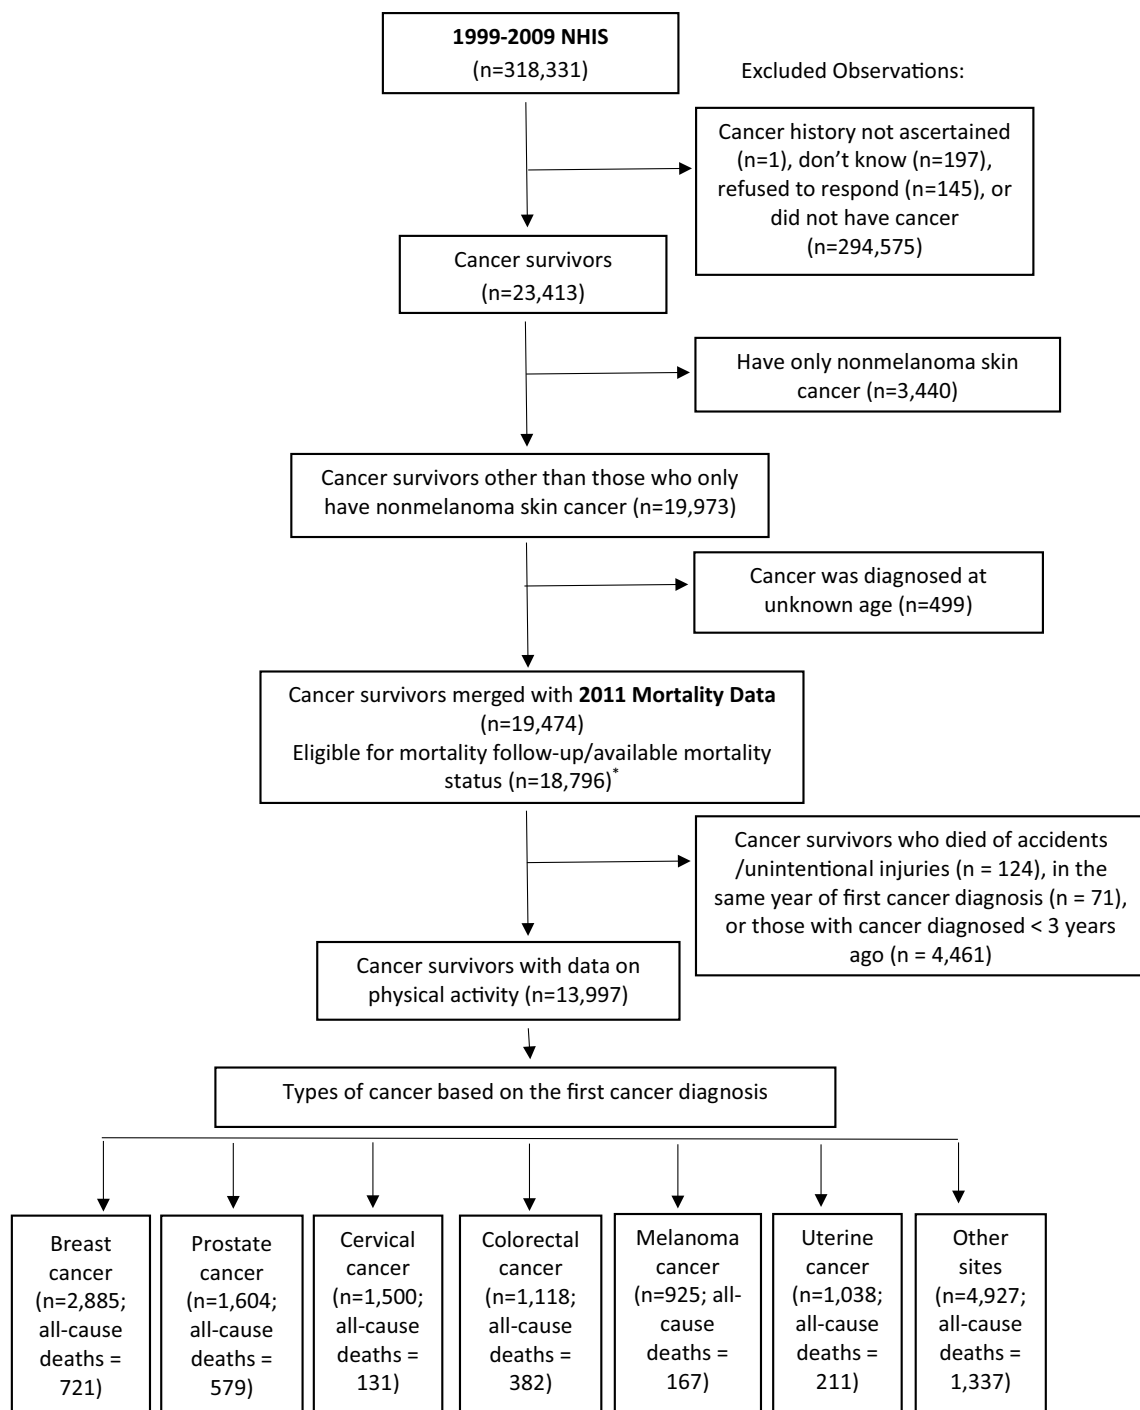 1999-2009 NHIS
(n=318,331)
Excluded Observations:
Cancer history not ascertained
(n=1), don’t know (n=197),
refused to respond (n=145), or
did not have cancer
(n=294,575)
Cancer survivors
(n=23,413)
Have only nonmelanoma skin
cancer (n=3,440)
Cancer survivors other than those who only
have nonmelanoma skin cancer (n=19,973)
Cancer was diagnosed at
unknown age (n=499)
Cancer survivors merged with 2011 Mortality Data
(n=19,474)
Eligible for mortality follow-up/available mortality
status (n=18,796)*
Cancer survivors who died of accidents
/unintentional injuries (n = 124), in the
same year of first cancer diagnosis (n = 71),
or those with cancer diagnosed < 3 years
ago (n = 4,461)
Cancer survivors with data on
physical activity (n=13,997)
Types of cancer based on the first cancer diagnosis
Breast
cancer
(n=2,885;
all-cause
deaths =
721)
Prostate
cancer
(n=1,604;
all-cause
deaths =
579)
Cervical
cancer
(n=1,500;
all-cause
deaths =
131)
Colorectal
cancer
(n=1,118;
all-cause
deaths =
382)
Melanoma
cancer
(n=925; all-
cause
deaths =
167)
Uterine
cancer
(n=1,038;
all-cause
deaths =
211)
Other
sites
(n=4,927;
all-cause
deaths =
1,337)